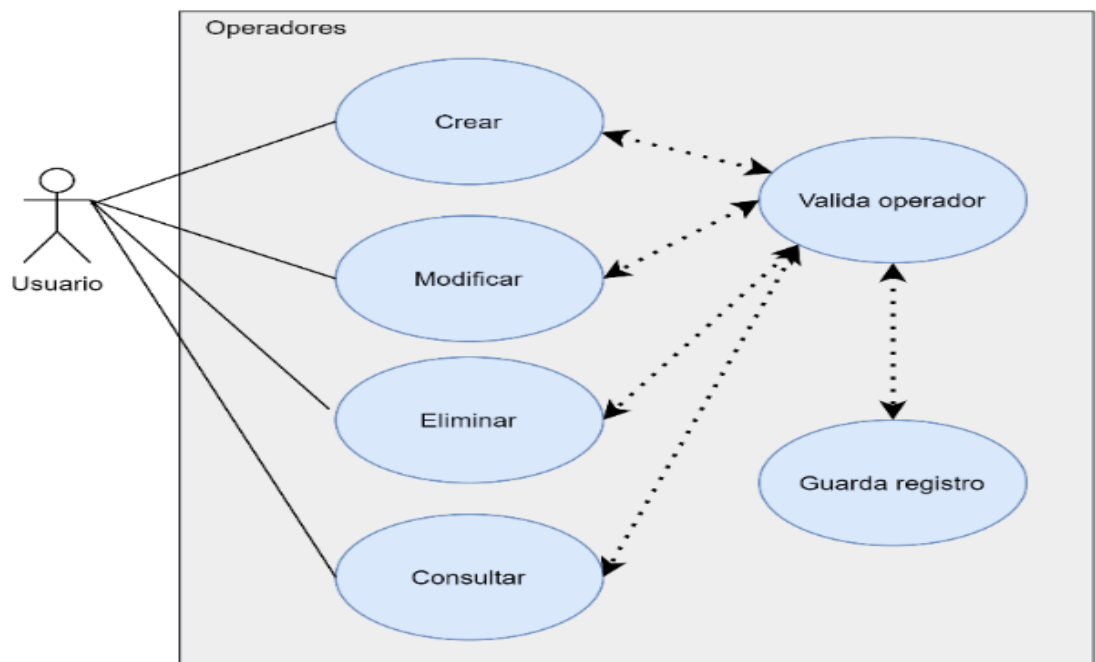 Operadores
Crear
Valida operador
Usuario
Modificar
Eliminar
Guarda registro
Consultar